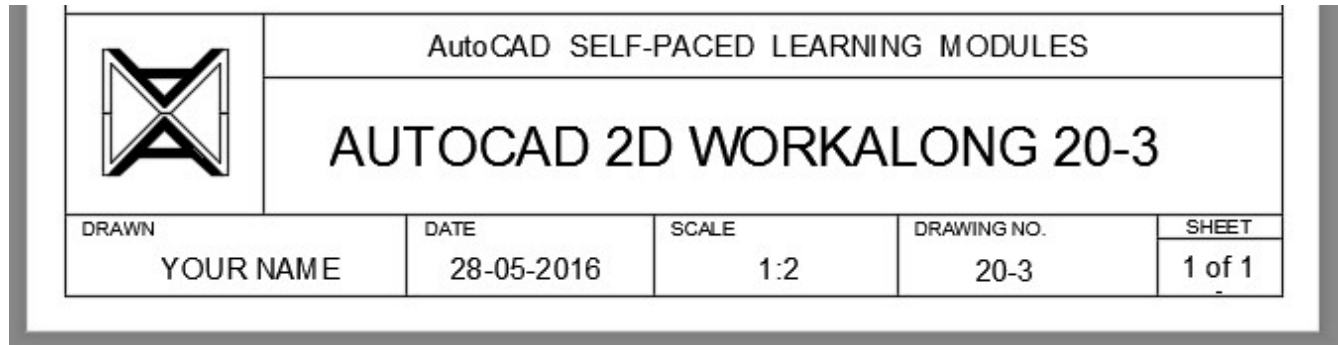 AutoCAD SELF-PACED LEARNING MODULES
AUTOCAD 2D WORKALONG 20-3
DRAWN DATE SCALE DRAWING NO. SHEET
YOUR NAME 28-05-2016 1:2 20-3 1 of 1